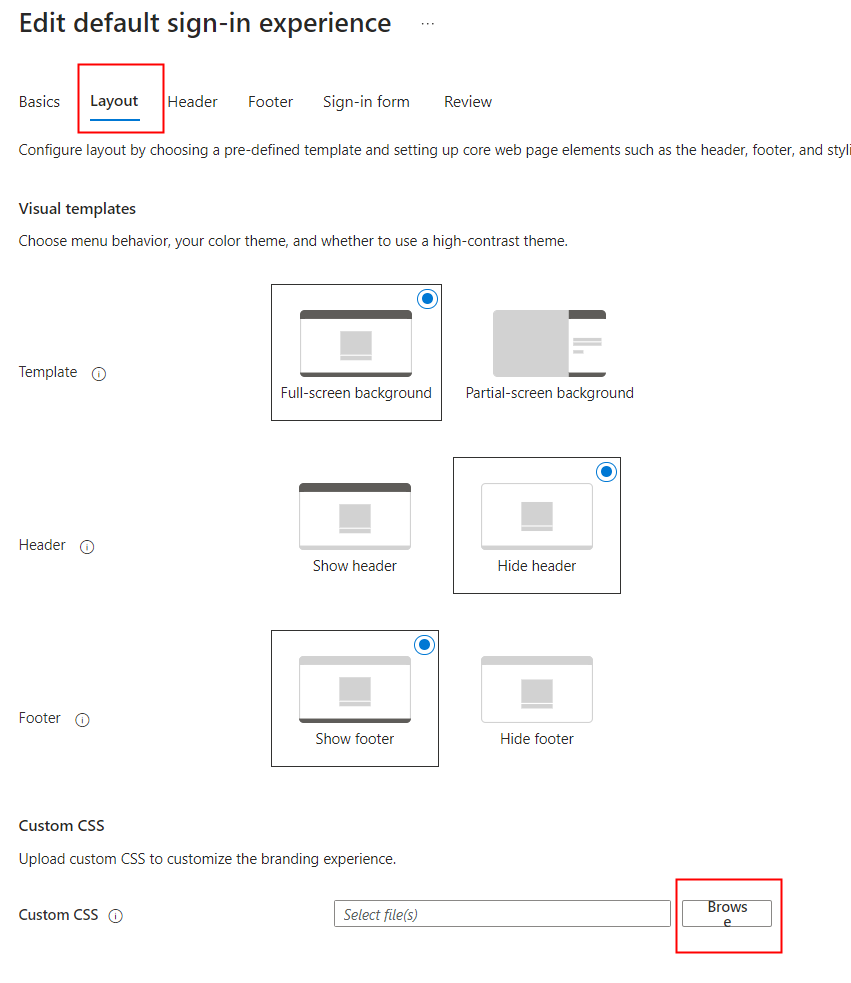 Edit default sign-in experience ...
Basics Layout Header Footer Sign-in form Review
Configure layout by choosing a pre-defined template and setting up core web page elements such as the header, footer, and styli
Visual templates
Choose menu behavior, your color theme, and whether to use a high-contrast theme.
Template
Full-screen background Partial-screen background
Header
Show header Hide header
Footer
Show footer Hide footer
Custom CSS
Upload custom CSS to customize the branding experience.
Custom CSS Select file(s) Brows
e